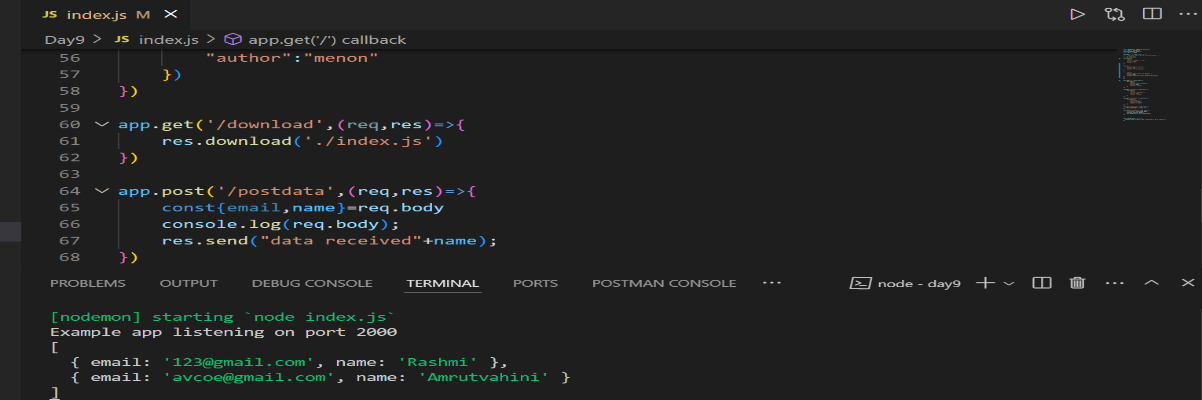 JS index.js M
Day9 > JS index.js > app.get('/') callback
56 "author":"menon"
57 })
58 })
59
60 app.get('/download',(req,res)=>{
61 res.download('./index.js')
62 })
63
64 app.post('/postdata',(req,res)=>{
65 const{email,name}=req.body
66 console.log(req.body);
67 res.send("data received"+name);
68 })
PROBLEMS OUTPUT DEBUG CONSOLE TERMINAL PORTS POSTMAN CONSOLE ··· node - day9
[nodemon] starting `node index.js`
Example app listening on port 2000
[
{ email: '123@gmail.com', name: 'Rashmi' },
{ email: 'avcoe@gmail.com', name: 'Amrutvahini' }
]